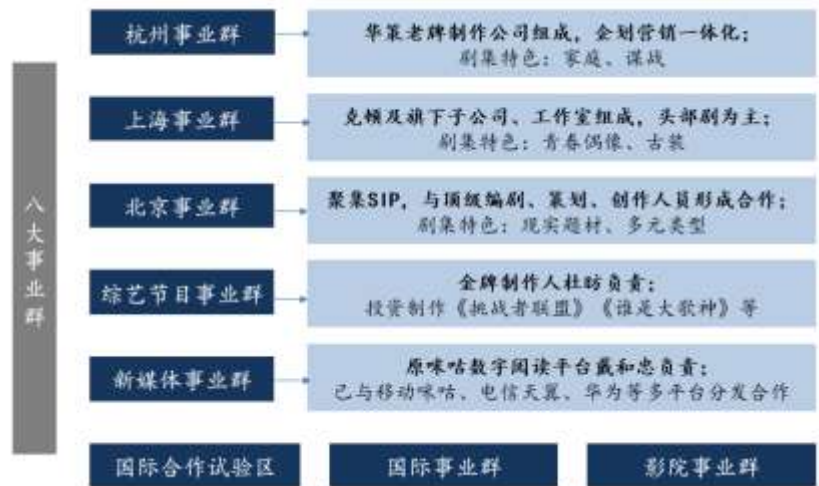 八大事业群
杭州事业群
华策老牌制作公司组成，企划营销一体化；
剧集特色：家庭、谍战
上海事业群
克顿及旗下子公司、工作室组成，头部剧为主；
剧集特色：青春偶像、古装
北京事业群
聚集SIP，与顶级编剧、策划、创作人员形成合作；
剧集特色：现实题材、多元类型
综艺节目事业群
金牌制作人杜昉负责；
投资制作《挑战者联盟》《谁是大歌神》等
新媒体事业群
原咪咕数字阅读平台戴和忠负责；
已与移动咪咕、电信天翼、华为等多平台分发合作
国际合作试验区
国际事业群
影院事业群